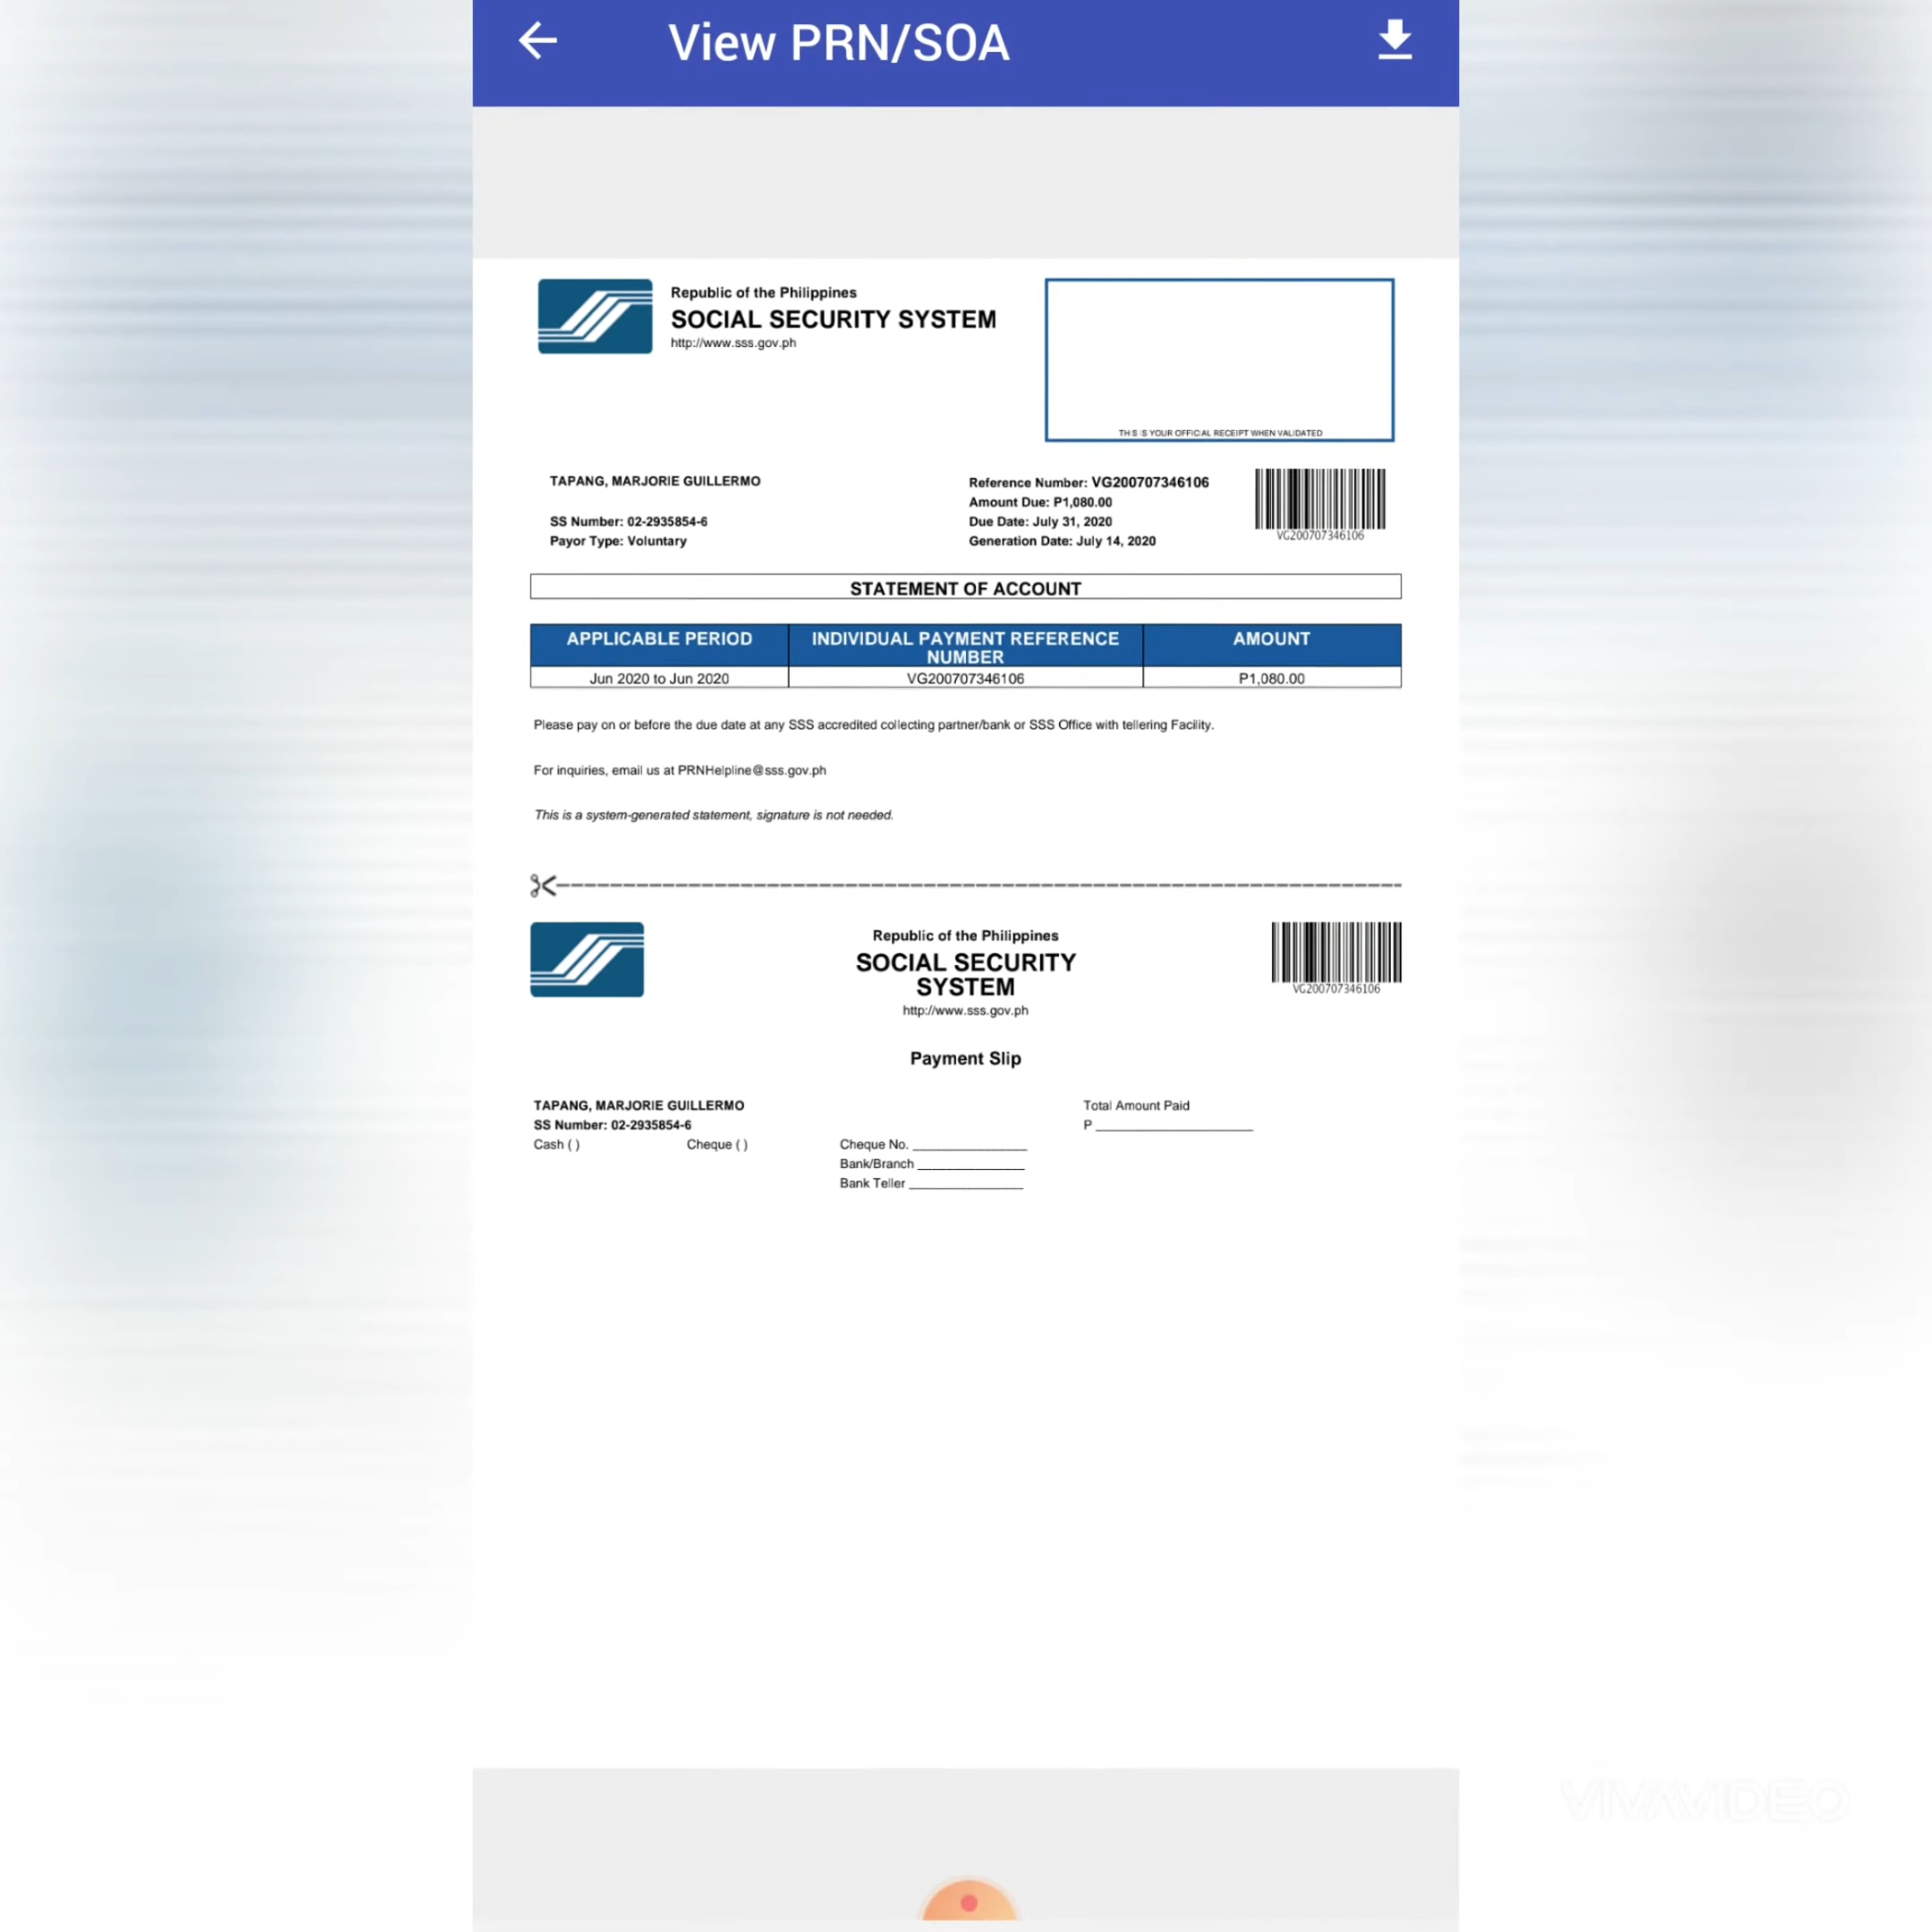 View PRN/SOA
Republic of the Philippines
SOCIAL SECURITY SYSTEM
http://www.sss.gov.ph
THIS IS YOUR OFFICIAL RECEIPT WHEN VALIDATED
TAPANG, MARJORIE GUILLERMO
SS Number: 02-2935854-6
Payor Type: Voluntary
Reference Number: VG200707346106
Amount Due: P1,080.00
Due Date: July 31, 2020
Generation Date: July 14, 2020
VG200707346106
STATEMENT OF ACCOUNT
APPLICABLE PERIOD INDIVIDUAL PAYMENT REFERENCE AMOUNT
NUMBER
Jun 2020 to Jun 2020 VG200707346106 P1,080.00
Please pay on or before the due date at any SSS accredited collecting partner/bank or SSS Office with tellering Facility.
For inquiries, email us at PRNHelpline@sss.gov.ph
This is a system-generated statement, signature is not needed.
Republic of the Philippines
SOCIAL SECURITY
SYSTEM
http://www.sss.gov.ph
VG200707346106
Payment Slip
TAPANG, MARJORIE GUILLERMO
SS Number: 02-2935854-6
Cash ( ) Cheque ( )
Cheque No. ______________
Bank/Branch ______________
Bank Teller ______________
Total Amount Paid
P ____________________
VIVAVIDEO